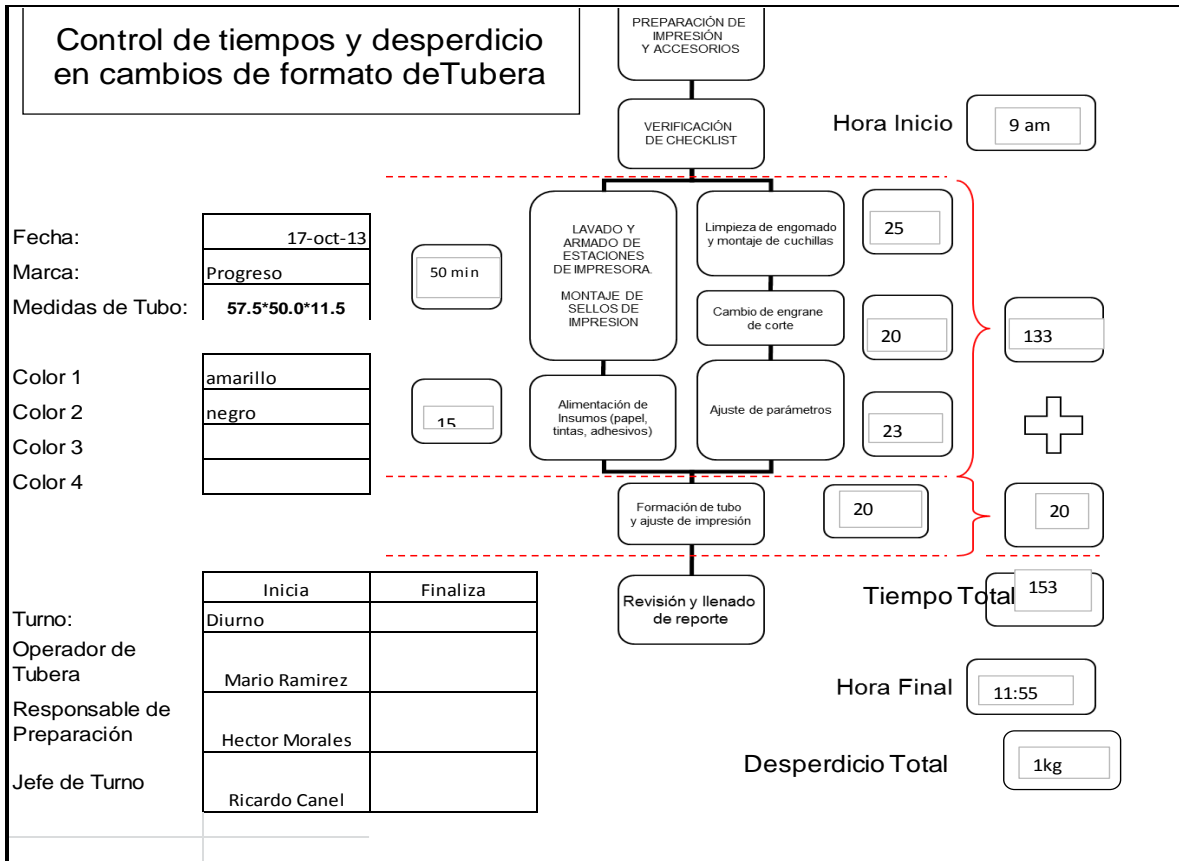 Control de tiempos y desperdicio
en cambios de formato deTubera
PREPARACIÓN DE
IMPRESIÓN
Y ACCESORIOS
VERIFICACIÓN
DE CHECKLIST
Hora Inicio
9 am
Fecha:
17-oct-13
Marca:
Progreso
Medidas de Tubo:
57.5*50.0*11.5
Color 1
amarillo
Color 2
negro
Color 3
Color 4
50 min
LAVADO Y
ARMADO DE
ESTACIONES
DE IMPRESORA.
MONTAJE DE
SELLOS DE
IMPRESION
15
Alimentación de
Insumos (papel,
tintas, adhesivos)
Limpieza de engomado
y montaje de cuchillas
25
Cambio de engrane
de corte
20
Ajuste de parámetros
23
133
Formación de tubo
y ajuste de impresión
20
20
Revisión y llenado
de reporte
Tiempo Total
153
Hora Final
11:55
Desperdicio Total
1kg
Inicia
Finaliza
Turno:
Diurno
Operador de
Tubera
Mario Ramirez
Responsable de
Preparación
Hector Morales
Jefe de Turno
Ricardo Canel